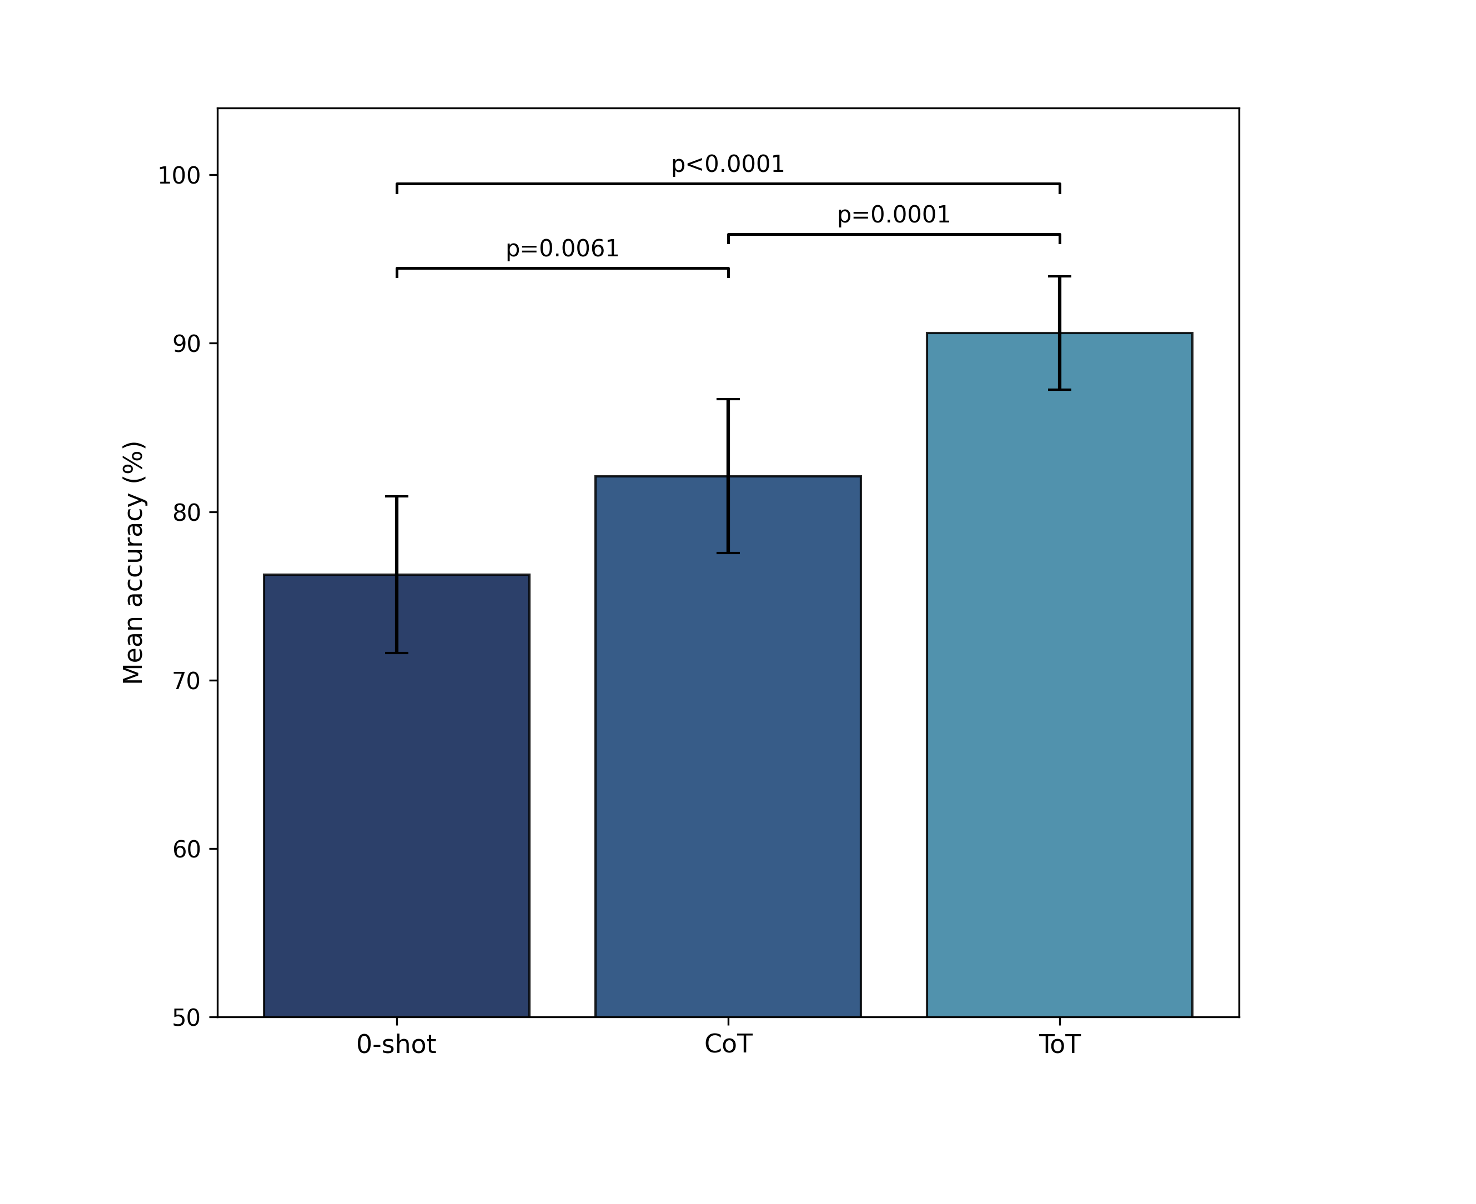 100
90
80
70
60
50
Mean accuracy (%)
p<0.0001
p=0.0001
p=0.0061
0-shot
CoT
ToT